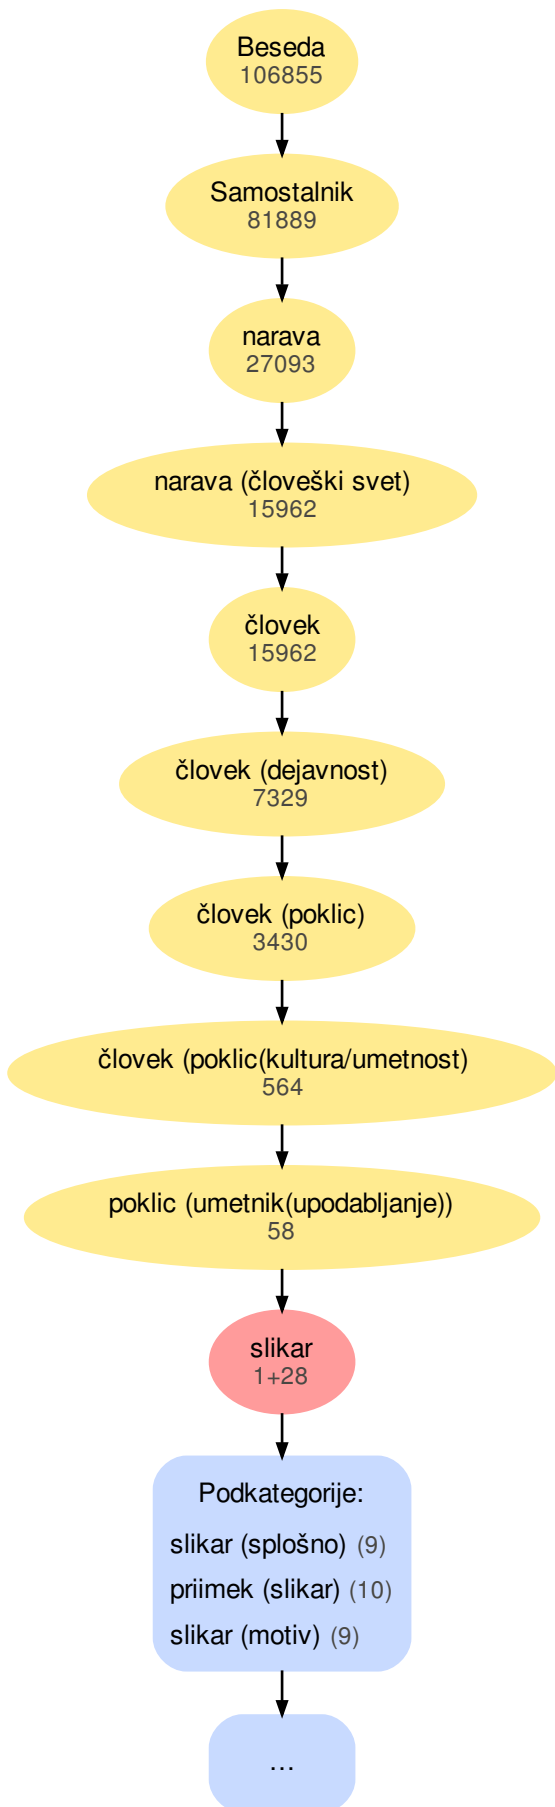 Beseda
106855
Samostalnik
81889
narava
27093
narava (človeški svet)
15962
človek
15962
človek (dejavnost)
7329
človek (poklic)
3430
človek (poklic(kultura/umetnost)
564
poklic (umetnik(upodabljanje))
58
slikar
1+28
Podkategorije:
slikar (splošno) (9)
priimek (slikar) (10)
slikar (motiv) (9)
...